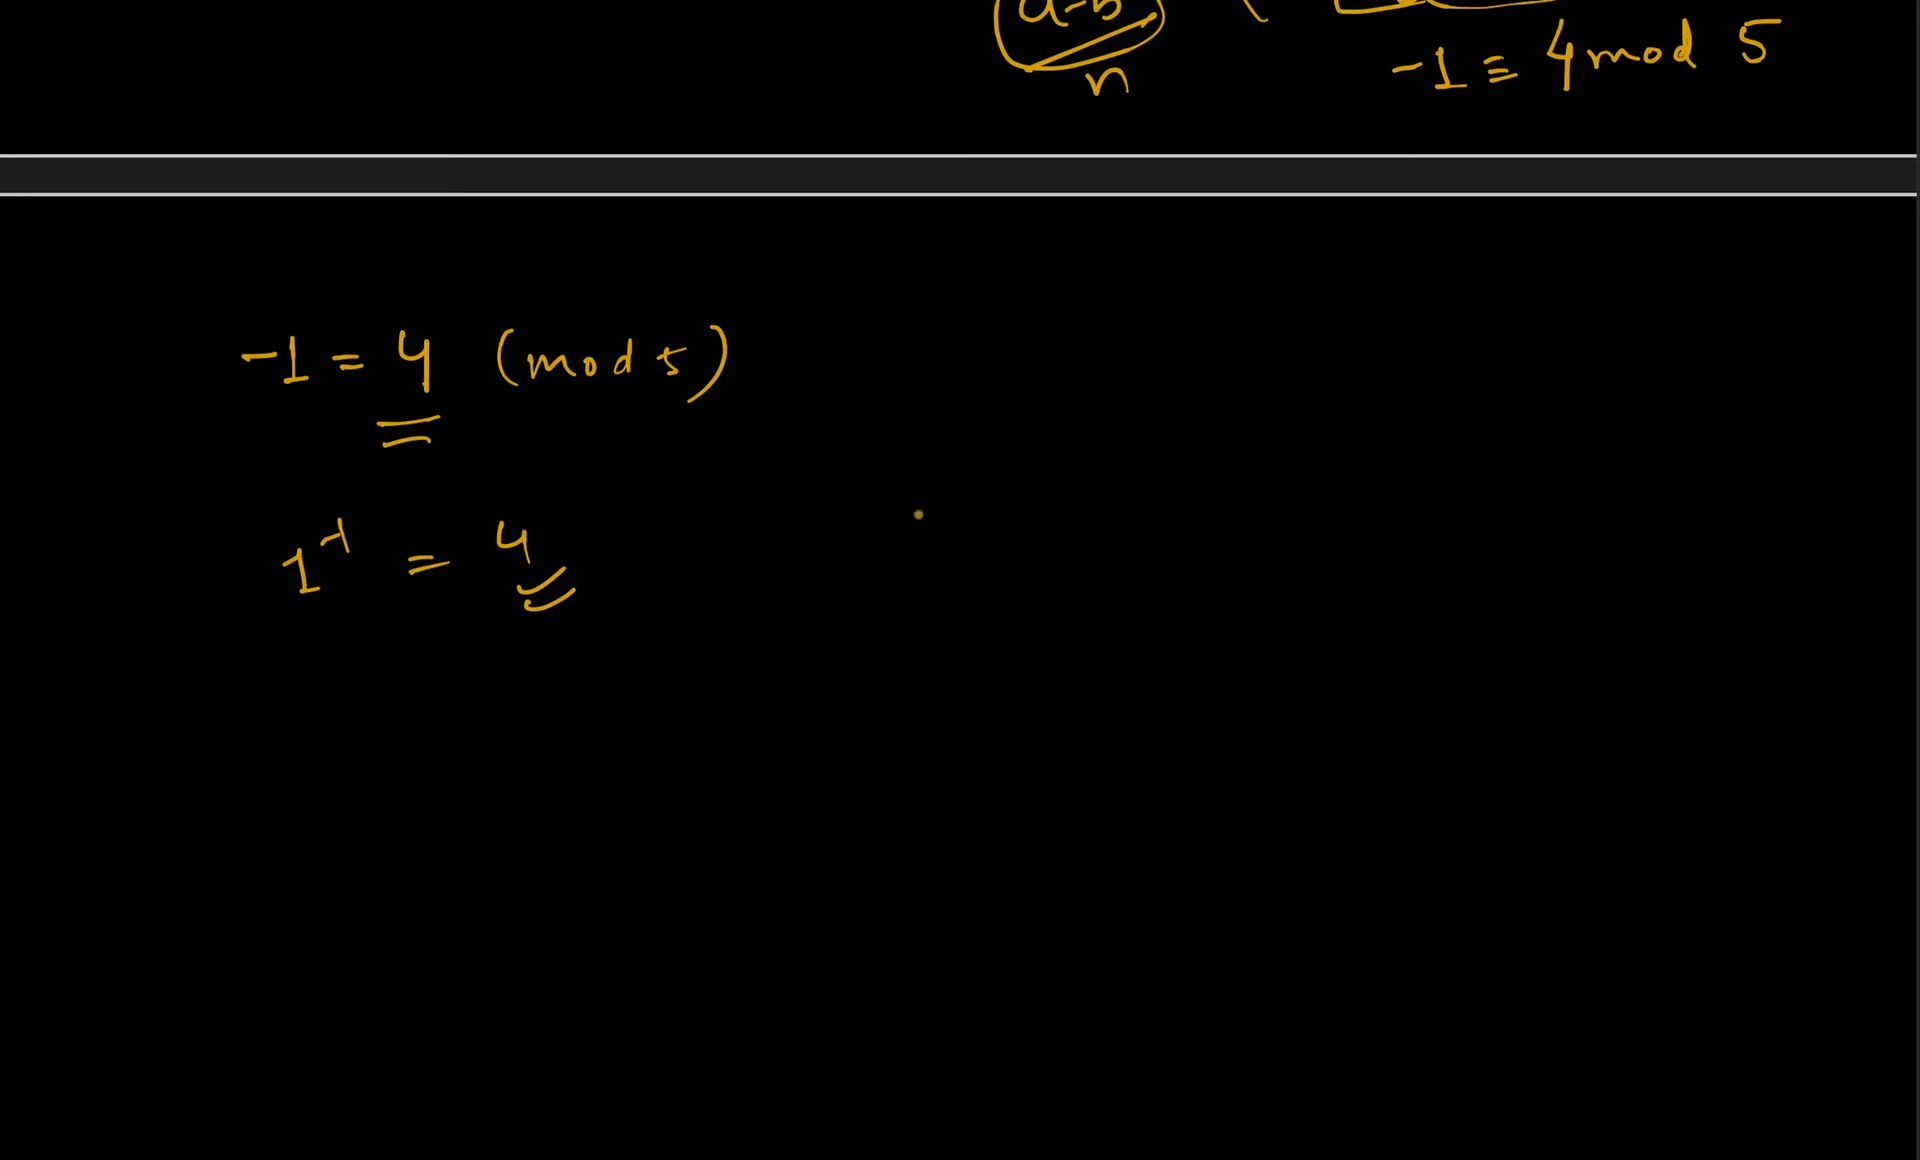 a-b
n
-1 ≡ 4 mod 5
-1 = 4 (mod 5)
1⁻¹ = 4